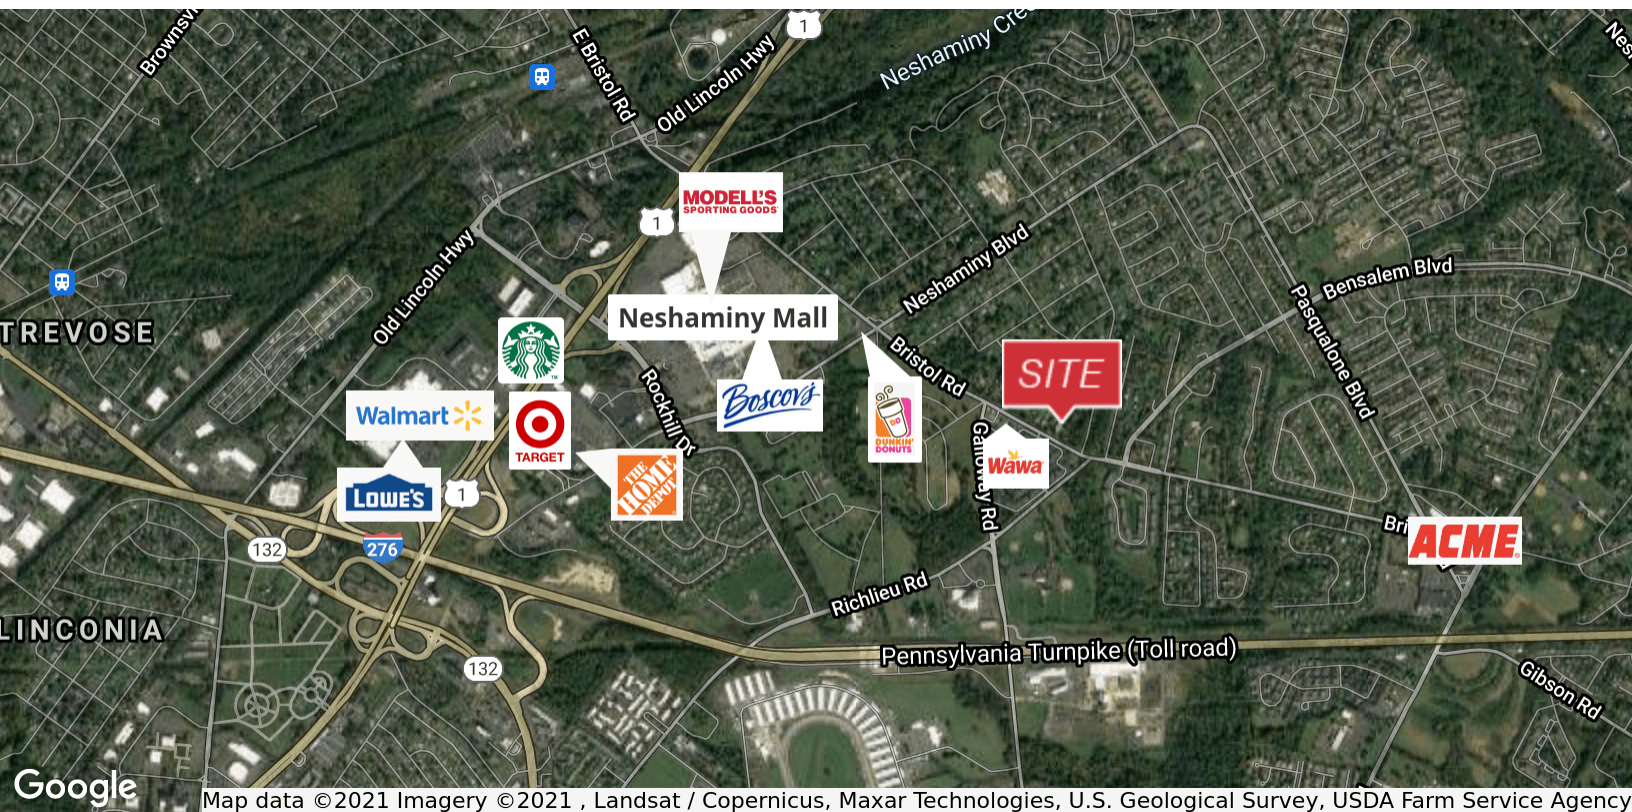 Brownsvi
E Bristol Rd
Old Lincoln Hwy
1
Neshaminy Cree
Nes
MODELL'S
SPORTING GOODS
1
Old Lincoln Hwy
Neshaminy Blvd
Bensalem Blvd
Pasqualone Blvd
TREVOSE
Neshaminy Mall
Bristol Rd
SITE
Walmart
TARGET
Rockhill Dr
Boscov's
DUNKIN'
DONUTS
Galloway Rd
Wawa
LOWE'S
1
THE
HOME
DEPOT
132
276
Bri
ACME
LINCONIA
Richlieu Rd
Pennsylvania Turnpike (Toll road)
132
Gibson Rd
Google
Map data ©2021 Imagery ©2021 , Landsat / Copernicus, Maxar Technologies, U.S. Geological Survey, USDA Farm Service Agency